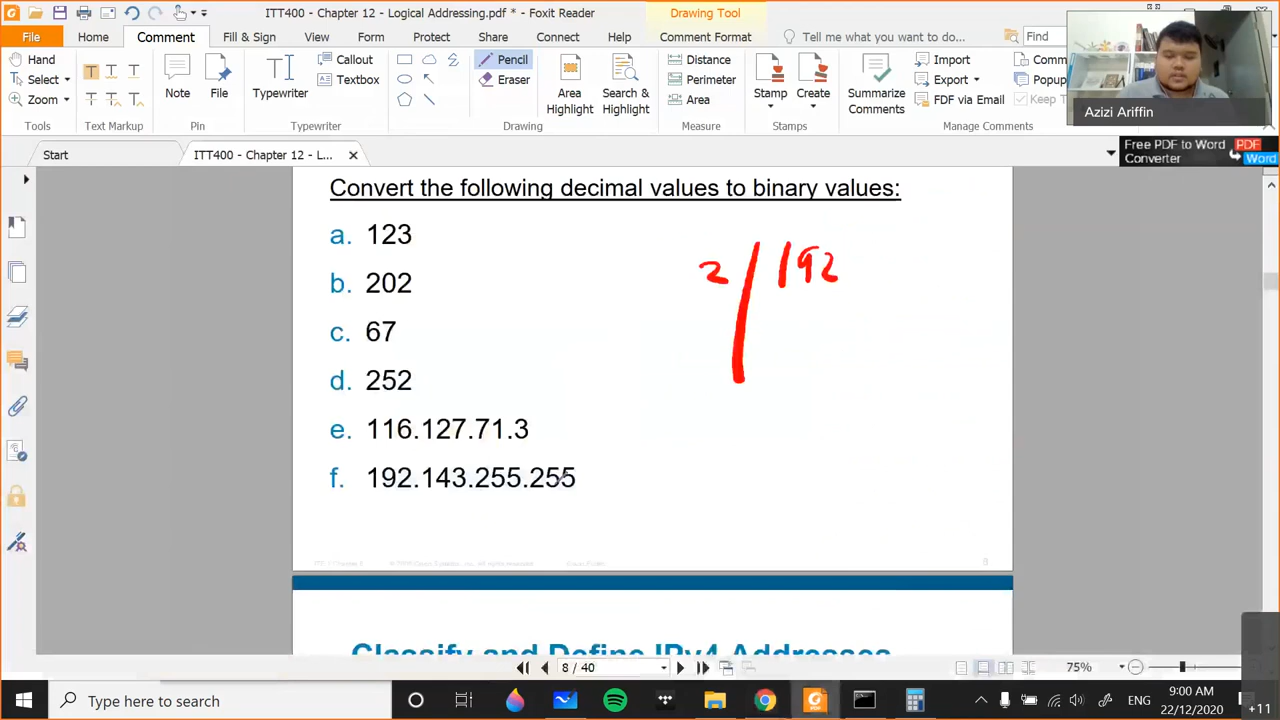 ITT400 - Chapter 12 - Logical Addressing.pdf * - Foxit Reader
Drawing Tool
File Home Comment Fill & Sign View Form Protect Share Connect Help Comment Format Tell me what you want to do... Find
Hand Callout Pencil Distance Import Comm
Select Textbox Eraser Perimeter Export Popup
Zoom Note File Typewriter Area Highlight Search & Highlight Area Stamp Create Summarize Comments FDF via Email Keep T
Tools Text Markup Pin Typewriter Drawing Measure Stamps Manage Comments
Azizi Ariffin
Start ITT400 - Chapter 12 - L...
Free PDF to Word Converter PDF Word
Convert the following decimal values to binary values:
a. 123
b. 202
2 192
c. 67
d. 252
e. 116.127.71.3
f. 192.143.255.255
8
Classify and Define IPv4 Addresses
8 / 40 75%
Type here to search
ENG 9:00 AM
22/12/2020
+11